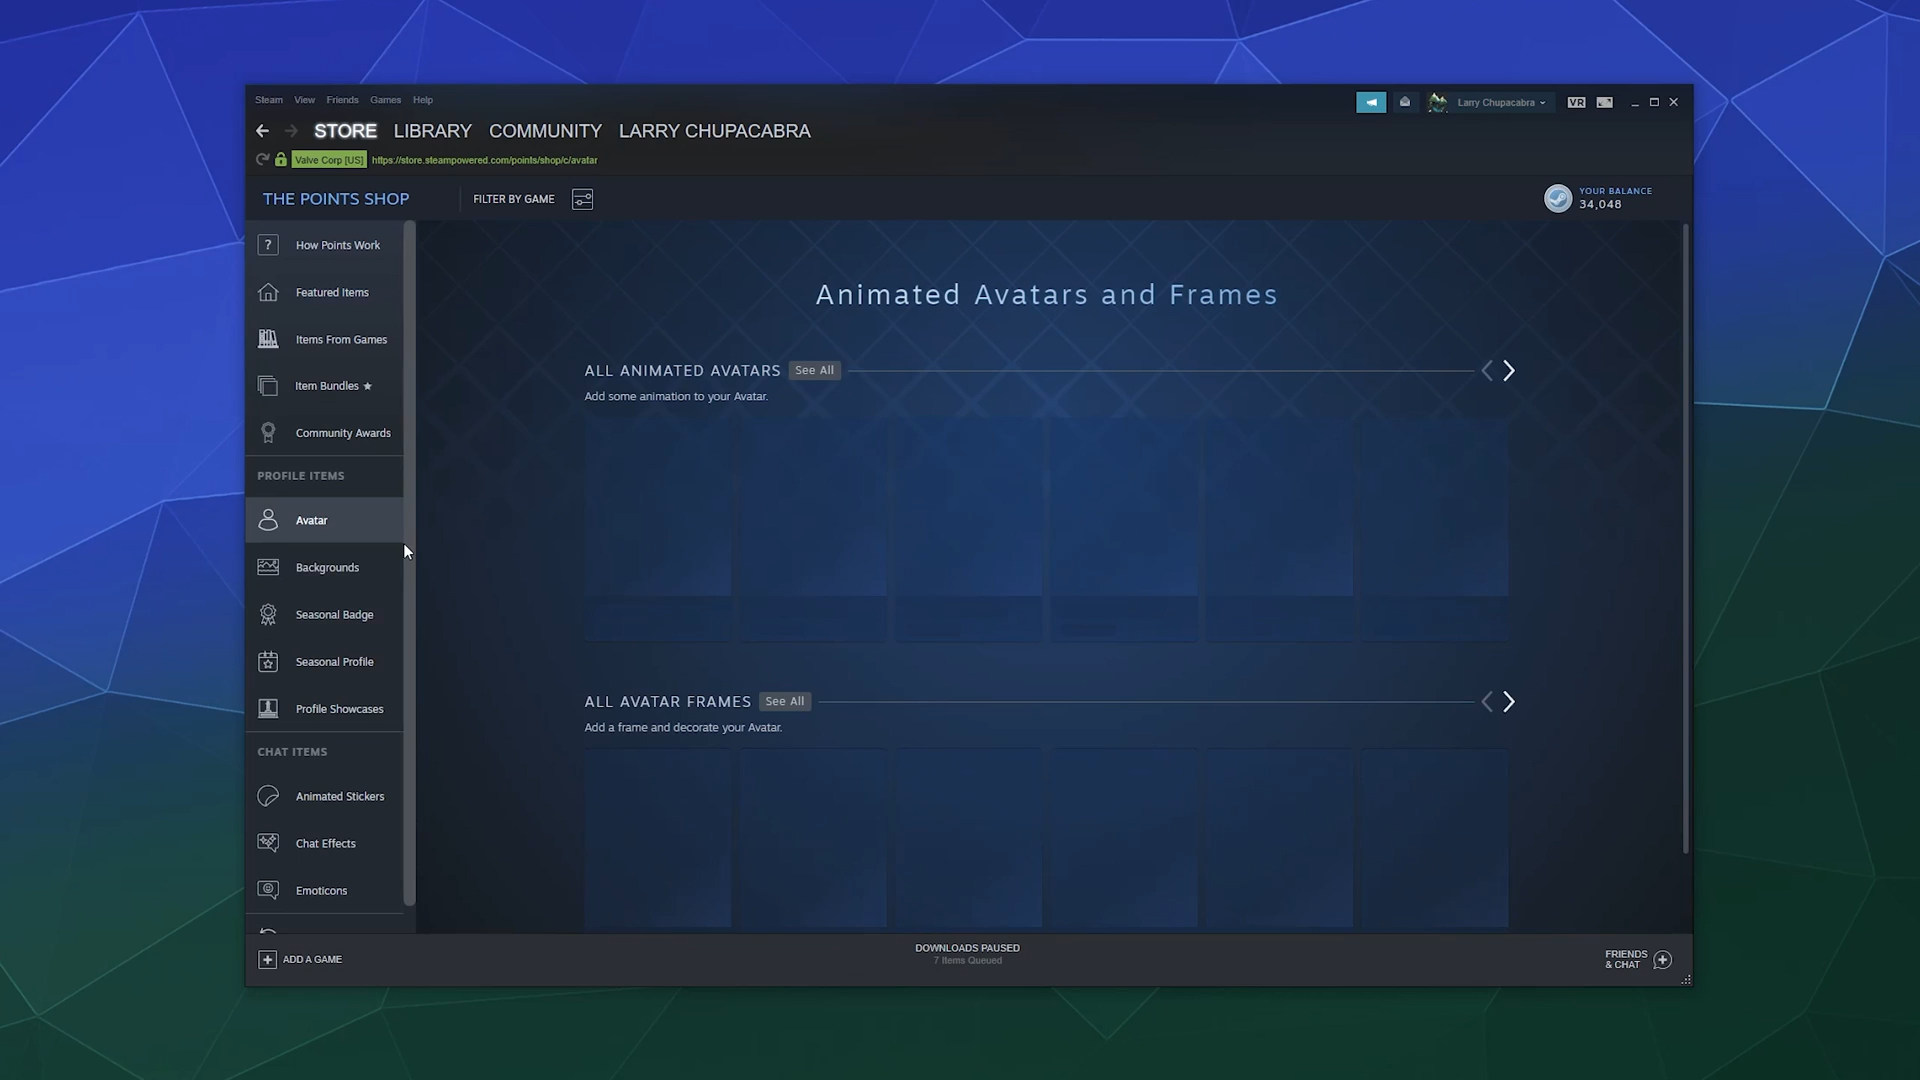 Steam View Friends Games Help
Larry Chupacabra
VR
STORE LIBRARY COMMUNITY LARRY CHUPACABRA
Valve Corp [US] https://store.steampowered.com/points/shop/c/avatar
THE POINTS SHOP
FILTER BY GAME
YOUR BALANCE
34,048
How Points Work
Featured Items
Items From Games
Item Bundles ★
Community Awards
PROFILE ITEMS
Avatar
Backgrounds
Seasonal Badge
Seasonal Profile
Profile Showcases
CHAT ITEMS
Animated Stickers
Chat Effects
Emoticons
Animated Avatars and Frames
ALL ANIMATED AVATARS See All
Add some animation to your Avatar.
ALL AVATAR FRAMES See All
Add a frame and decorate your Avatar.
ADD A GAME
DOWNLOADS PAUSED
7 Items Queued
FRIENDS
& CHAT